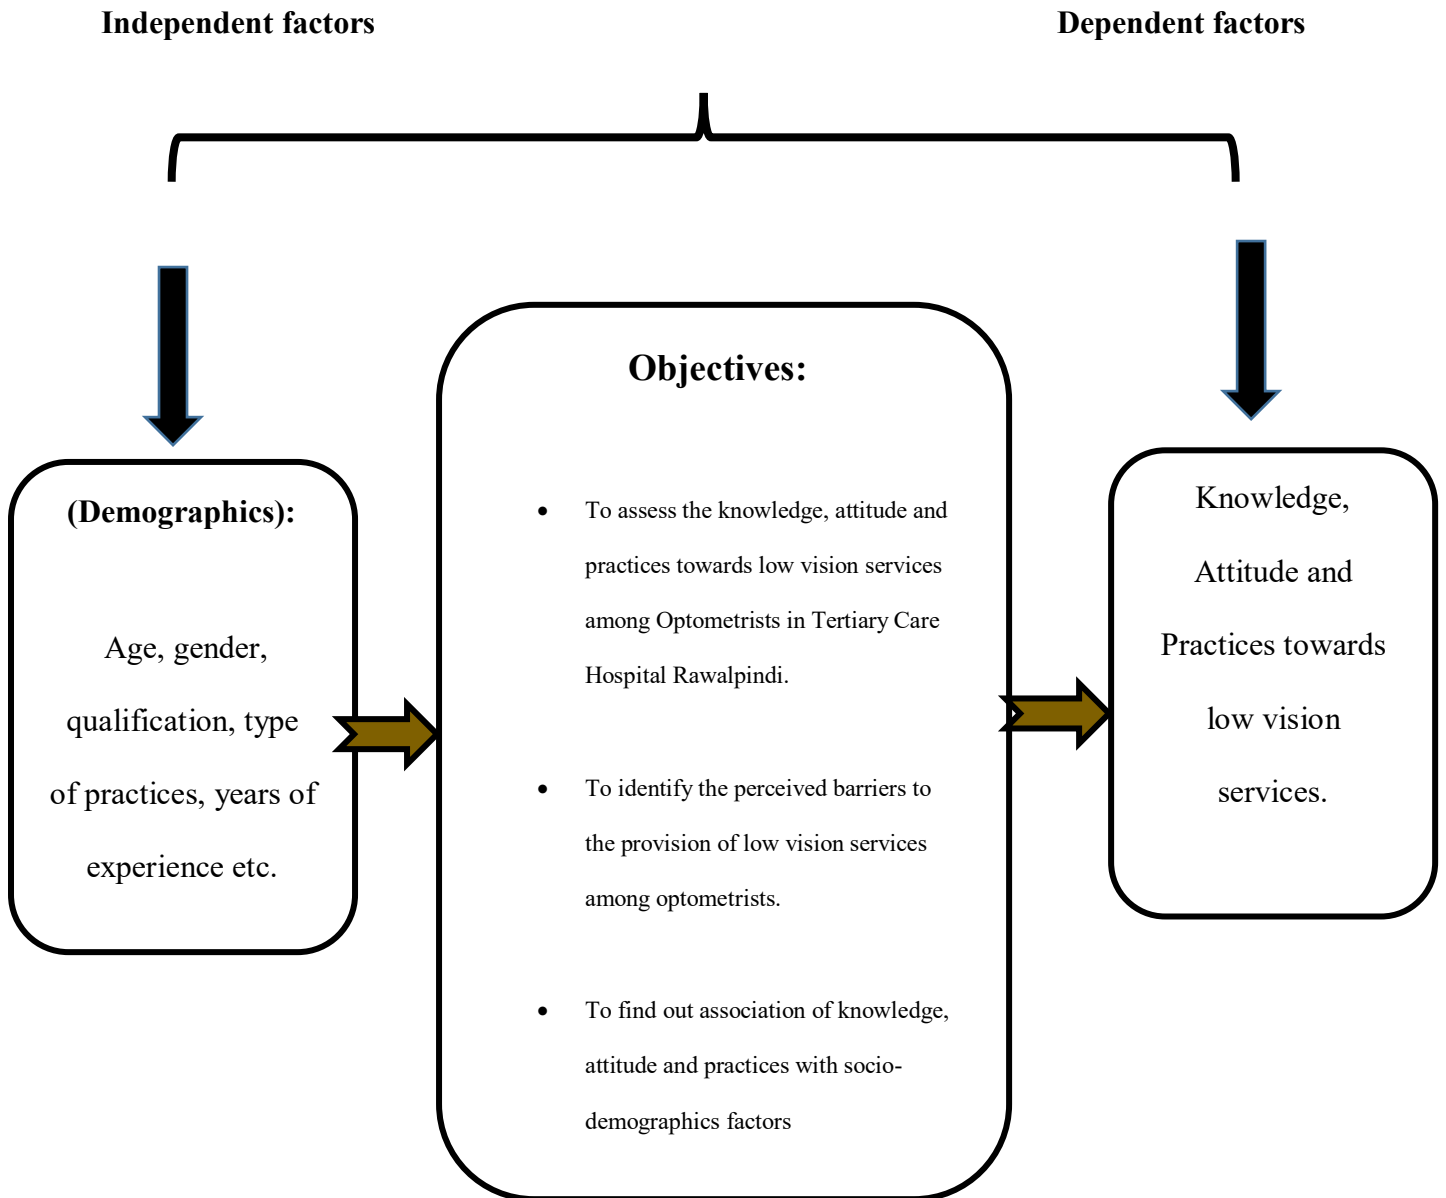 Independent factors
Dependent factors
(Demographics):
Age, gender,
qualification, type
of practices, years of
experience etc.
Objectives:
• To assess the knowledge, attitude and
practices towards low vision services
among Optometrists in Tertiary Care
Hospital Rawalpindi.
• To identify the perceived barriers to
the provision of low vision services
among optometrists.
• To find out association of knowledge,
attitude and practices with socio-
demographics factors
Knowledge,
Attitude and
Practices towards
low vision
services.